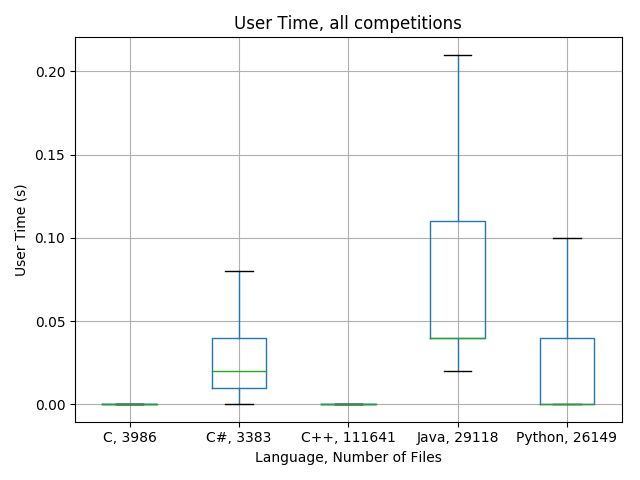 User Time, all competitions
User Time (s)
0.20
0.15
0.10
0.05
0.00
C, 3986 C#, 3383 C++, 111641 Java, 29118 Python, 26149
Language, Number of Files